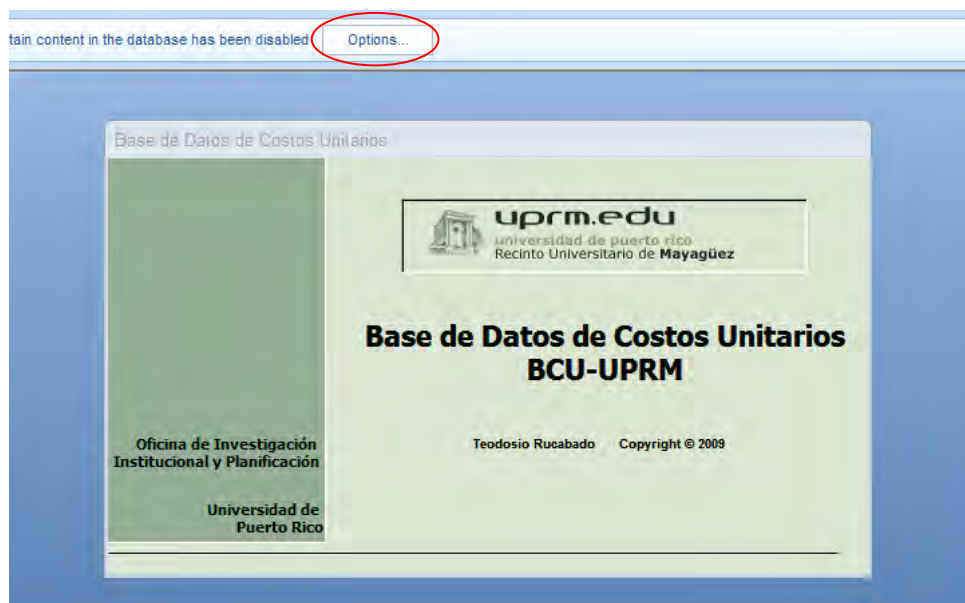 tain content in the database has been disabled
Options...
Base de Datos de Costos Unitarios
uprm.edu
universidad de puerto rico
Recinto Universitario de Mayagüez
Base de Datos de Costos Unitarios
BCU-UPRM
Oficina de Investigación
Institucional y Planificación
Teodosio Rucabado Copyright © 2009
Universidad de
Puerto Rico